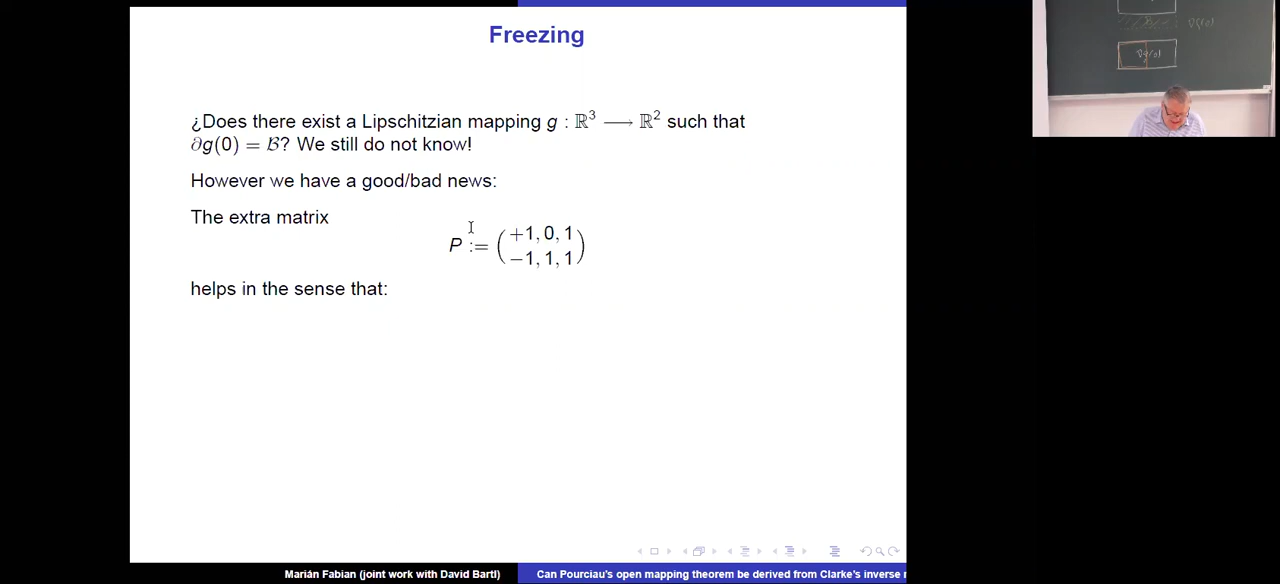 Freezing
¿Does there exist a Lipschitzian mapping g : ℝ³ ⟶ ℝ² such that
∂g(0) = ℬ? We still do not know!
However we have a good/bad news:
The extra matrix
P := (+1, 0, 1
−1, 1, 1)
helps in the sense that:
Marián Fabian (joint work with David Bartl)
Can Pourciau's open mapping theorem be derived from Clarke's inverse